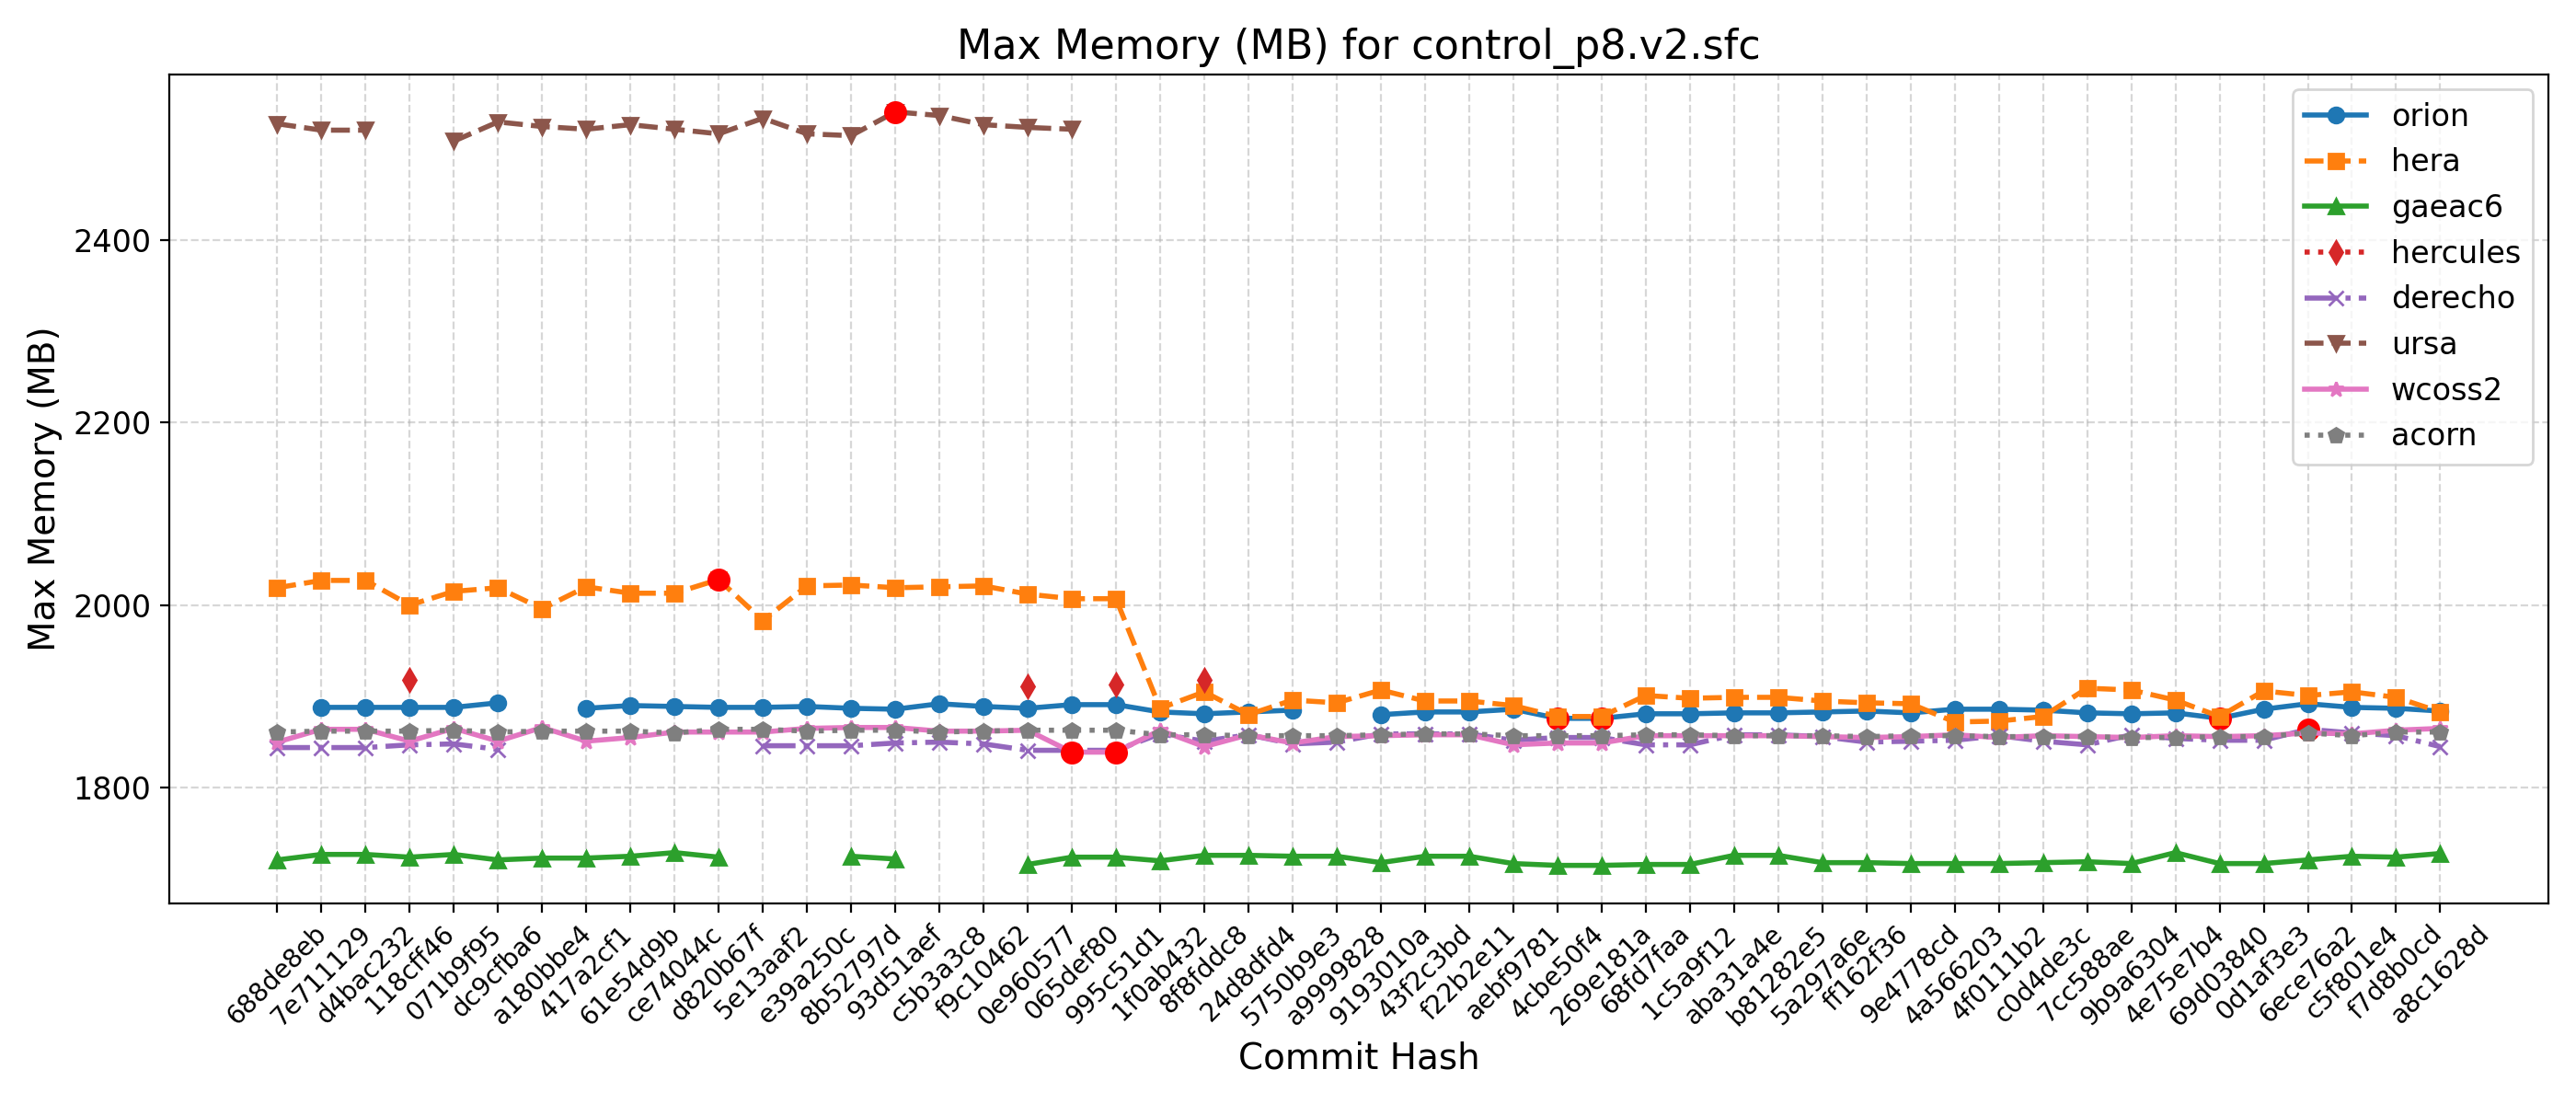 Max Memory (MB) for control_p8.v2.sfc
Max Memory (MB)
2400
2200
2000
1800
orion
hera
gaeac6
hercules
derecho
ursa
wcoss2
acorn
688de8eb
7e711129
d4bac232
118cff46
071b9f95
dc9cfba6
a180bbe4
417a2cf1
61e54d9b
ce74044c
d820b67f
5e13aaf2
e39a250c
8b52797d
93d51aef
c5b3a3c8
f9c10462
0e960577
065def80
995c51d1
1f0ab432
8f8fddc8
24d8dfd4
5750b9e3
a9999828
9193010a
43f2c3bd
f22b2e11
aebf9781
4cbe50f4
269e181a
68fd7faa
1c5a9f12
aba31a4e
b81282e5
5a297a6e
ff162f36
9e4778cd
4a566203
4f0111b2
c0d4de3c
7cc588ae
9b9a6304
4e75e7b4
69d03840
0d1af3e3
6ece76a2
c5f801e4
f7d8b0cd
a8c1628d
Commit Hash